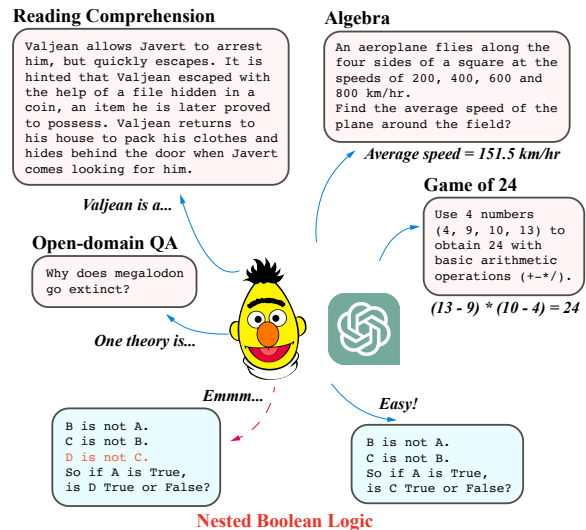 Reading Comprehension
Valjean allows Javert to arrest
him, but quickly escapes. It is
hinted that Valjean escaped with
the help of a file hidden in a
coin, an item he is later proved
to possess. Valjean returns to
his house to pack his clothes and
hides behind the door when Javert
comes looking for him.
Valjean is a...
Algebra
An aeroplane flies along the
four sides of a square at the
speeds of 200, 400, 600 and
800 km/hr.
Find the average speed of the
plane around the field?
Average speed = 151.5 km/hr
Game of 24
Use 4 numbers
(4, 9, 10, 13) to
obtain 24 with
basic arithmetic
operations (+-*/).
(13 - 9) * (10 - 4) = 24
Open-domain QA
Why does megalodon
go extinct?
One theory is...
Emmm...
Easy!
B is not A.
C is not B.
D is not C.
So if A is True,
is D True or False?
B is not A.
C is not B.
So if A is True,
is C True or False?
Nested Boolean Logic